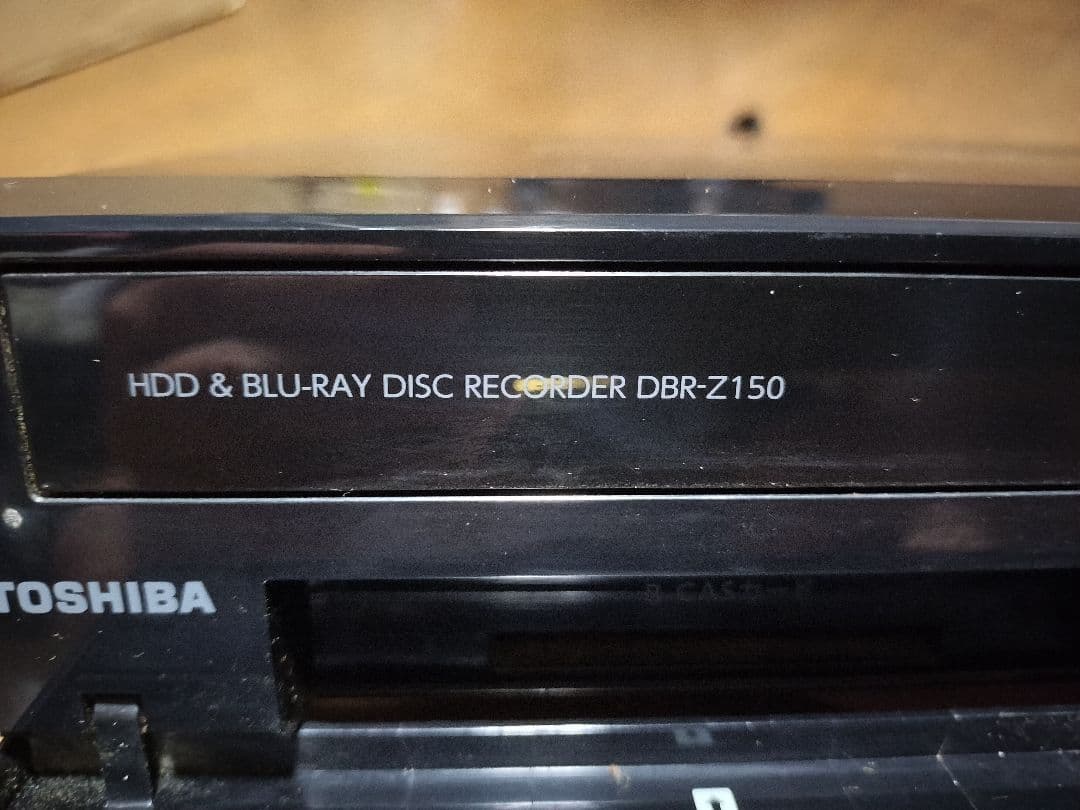 HDD & BLU-RAY DISC RECORDER DBR-Z150
TOSHIBA